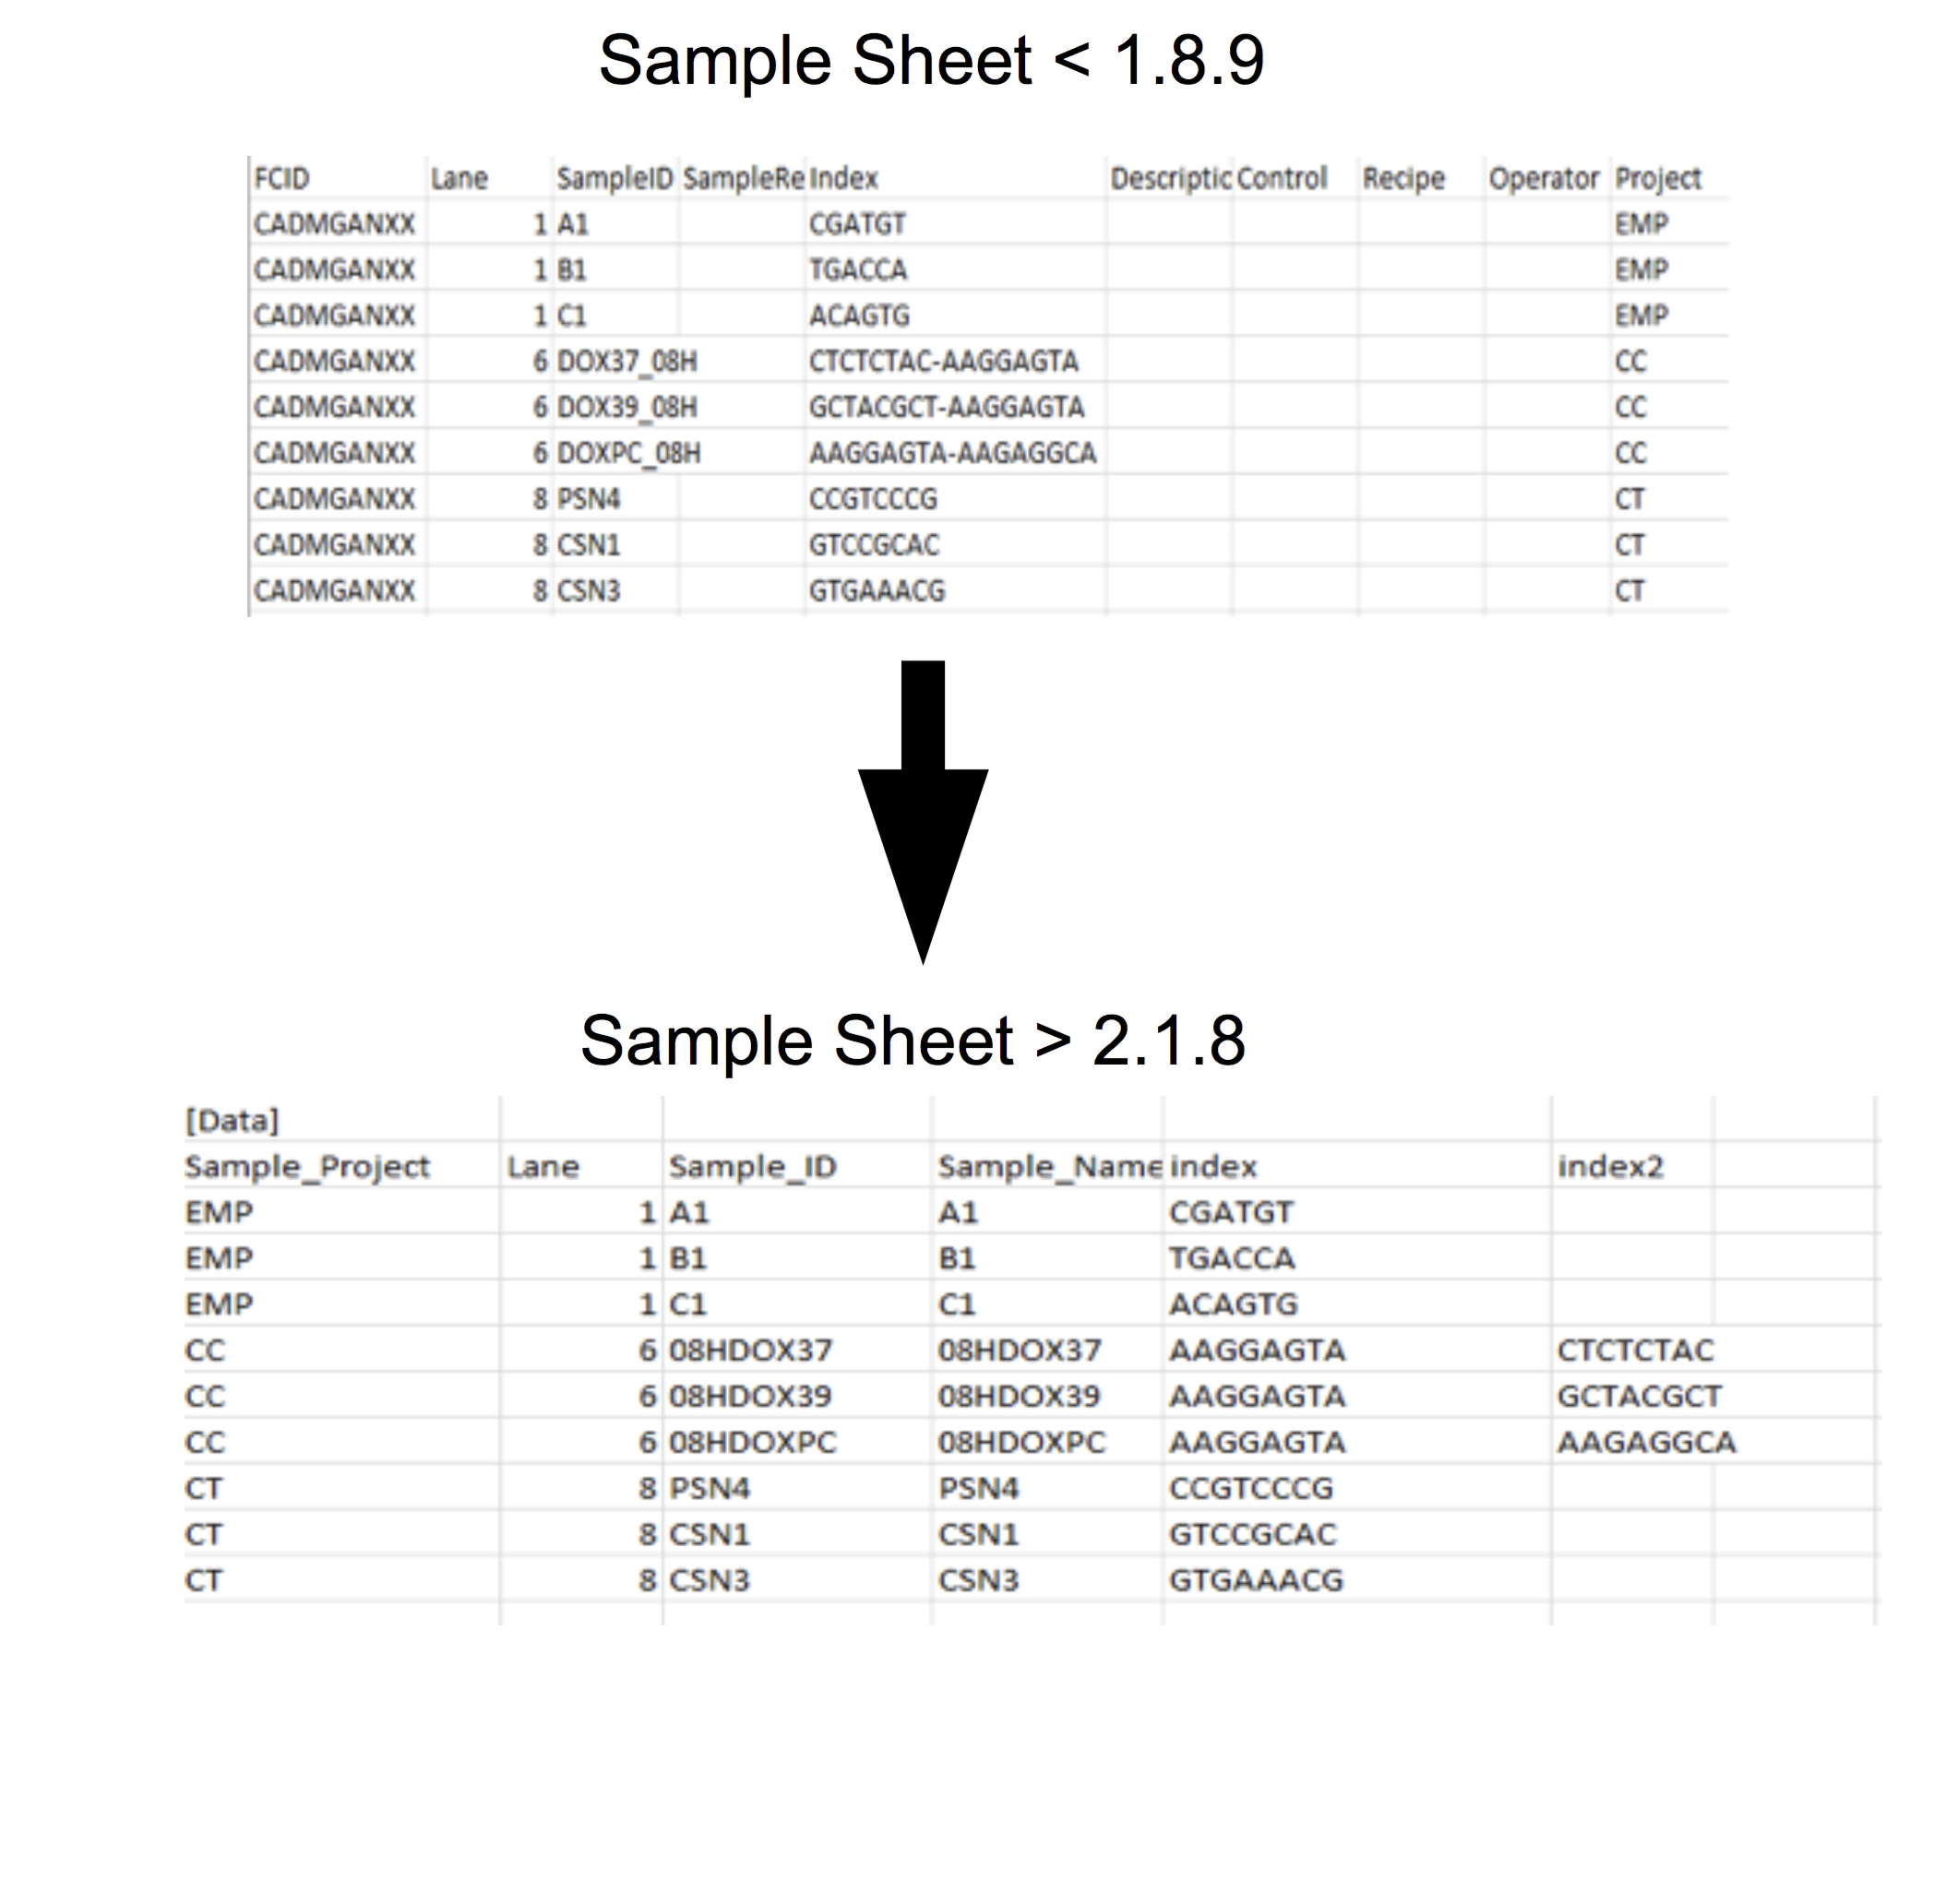 Sample Sheet < 1.8.9
FCID Lane SampleID SampleRe Index Descriptic Control Recipe Operator Project
CADMGANXX 1 A1 CGATGT EMP
CADMGANXX 1 B1 TGACCA EMP
CADMGANXX 1 C1 ACAGTG EMP
CADMGANXX 6 DOX37_08H CTCTCTAC-AAGGAGTA CC
CADMGANXX 6 DOX39_08H GCTACGCT-AAGGAGTA CC
CADMGANXX 6 DOXPC_08H AAGGAGTA-AAGAGGCA CC
CADMGANXX 8 PSN4 CCGTCCCG CT
CADMGANXX 8 CSN1 GTCCGCAC CT
CADMGANXX 8 CSN3 GTGAAACG CT
Sample Sheet > 2.1.8
[Data]
Sample_Project Lane Sample_ID Sample_Name index index2
EMP 1 A1 A1 CGATGT
EMP 1 B1 B1 TGACCA
EMP 1 C1 C1 ACAGTG
CC 6 08HDOX37 08HDOX37 AAGGAGTA CTCTCTAC
CC 6 08HDOX39 08HDOX39 AAGGAGTA GCTACGCT
CC 6 08HDOXPC 08HDOXPC AAGGAGTA AAGAGGCA
CT 8 PSN4 PSN4 CCGTCCCG
CT 8 CSN1 CSN1 GTCCGCAC
CT 8 CSN3 CSN3 GTGAAACG